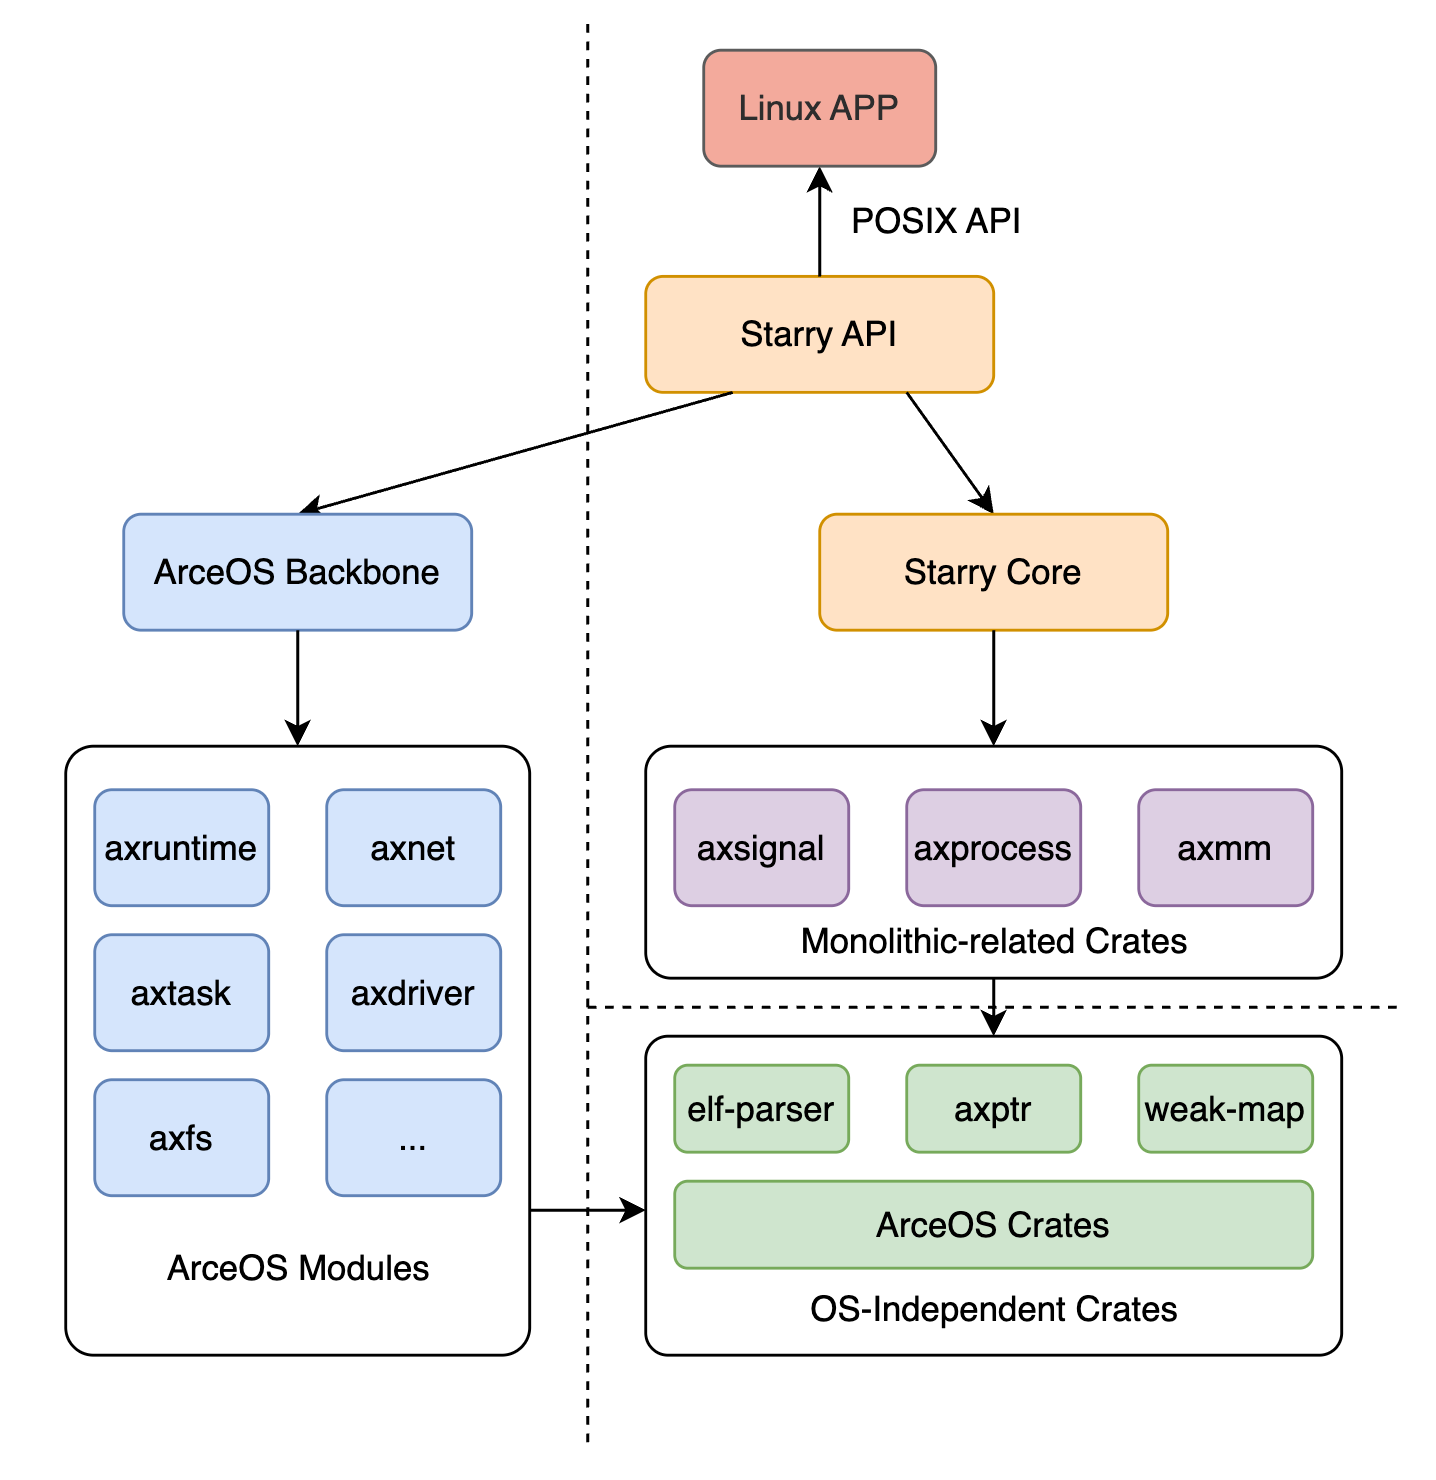 Linux APP
POSIX API
Starry API
ArceOS Backbone
Starry Core
axruntime
axnet
axtask
axdriver
axfs
...
ArceOS Modules
axsignal
axprocess
axmm
Monolithic-related Crates
elf-parser
axptr
weak-map
ArceOS Crates
OS-Independent Crates